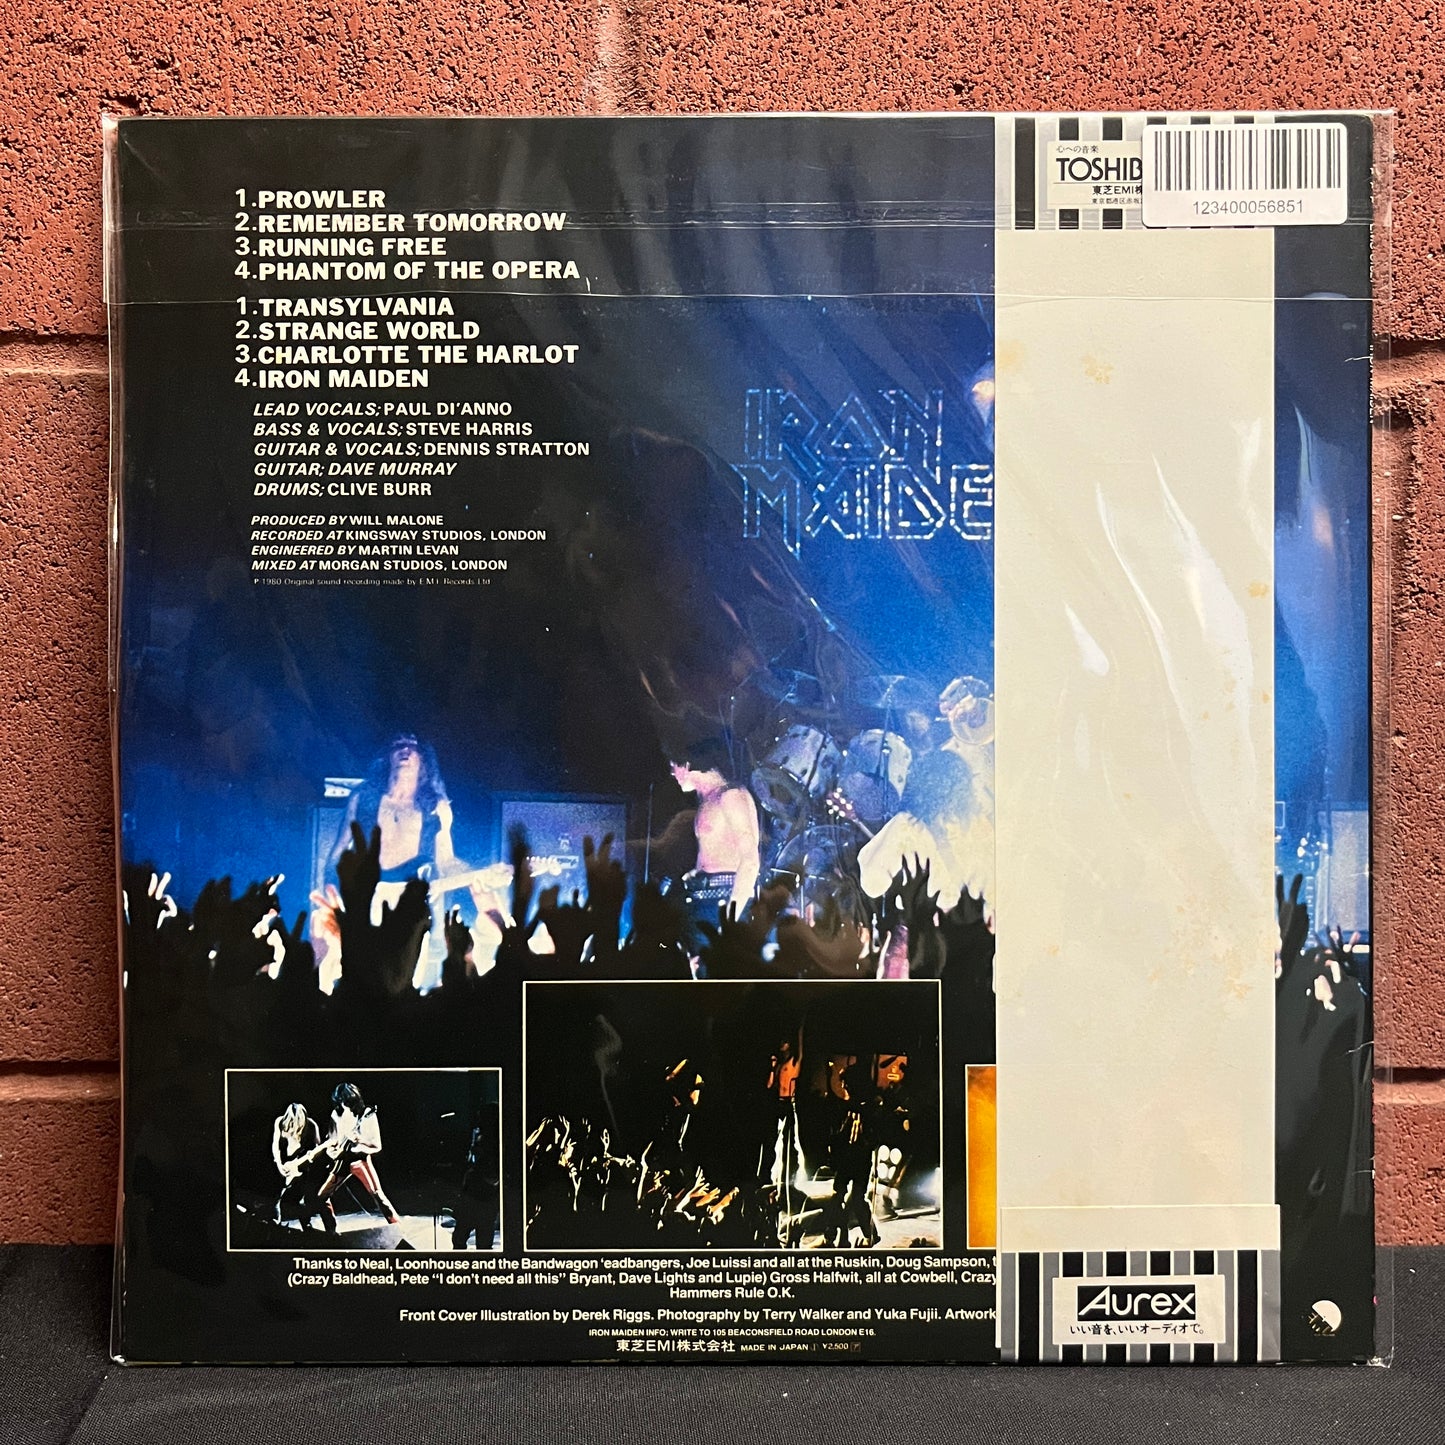 1.PROWLER
2.REMEMBER TOMORROW
3.RUNNING FREE
4.PHANTOM OF THE OPERA
1.TRANSYLVANIA
2.STRANGE WORLD
3.CHARLOTTE THE HARLOT
4.IRON MAIDEN
LEAD VOCALS; PAUL DI'ANNO
BASS & VOCALS; STEVE HARRIS
GUITAR & VOCALS; DENNIS STRATTON
GUITAR; DAVE MURRAY
DRUMS; CLIVE BURR
PRODUCED BY WILL MALONE
RECORDED AT KINGSWAY STUDIOS, LONDON
ENGINEERED BY MARTIN LEVAN
MIXED AT MORGAN STUDIOS, LONDON
℗ 1980 Original sound recording made by E.M.I. Records Ltd
心への音楽
TOSHIB
東芝EMI株
東京都港区赤坂
123400056851
IRON
MAIDE
Thanks to Neal, Loonhouse and the Bandwagon 'eadbangers, Joe Luissi and all at the Ruskin, Doug Sampson, t
(Crazy Baldhead, Pete "I don't need all this" Bryant, Dave Lights and Lupie) Gross Halfwit, all at Cowbell, Crazy
Hammers Rule O.K.
Front Cover Illustration by Derek Riggs. Photography by Terry Walker and Yuka Fujii. Artwork
IRON MAIDEN INFO; WRITE TO 105 BEACONSFIELD ROAD LONDON E16.
東芝EMI株式会社 MADE IN JAPAN ¥2,500
Aurex
いい音を、いいオーディオで。